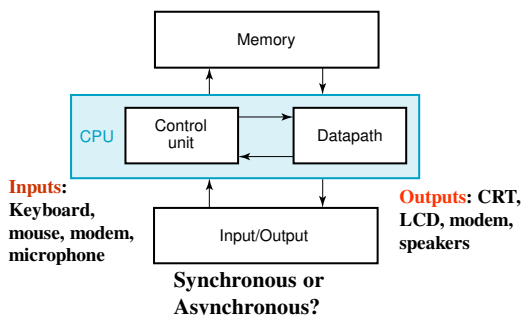 Memory
CPU
Control
unit
Datapath
Inputs:
Keyboard,
mouse, modem,
microphone
Input/Output
Outputs: CRT,
LCD, modem,
speakers
Synchronous or
Asynchronous?